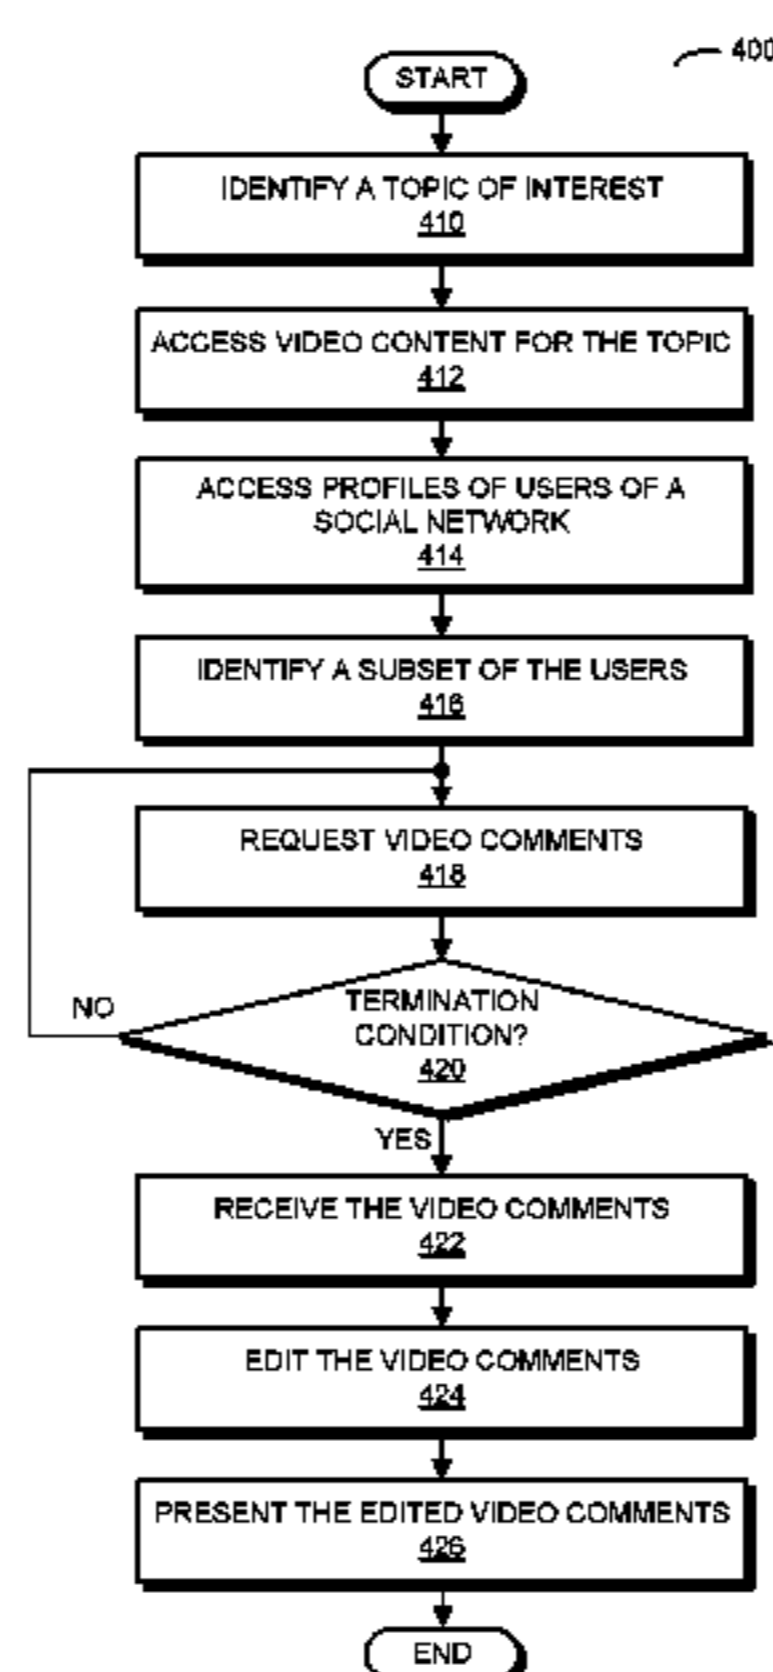 400
START
IDENTIFY A TOPIC OF INTEREST
410
ACCESS VIDEO CONTENT FOR THE TOPIC
412
ACCESS PROFILES OF USERS OF A
SOCIAL NETWORK
414
IDENTIFY A SUBSET OF THE USERS
416
REQUEST VIDEO COMMENTS
418
NO
TERMINATION
CONDITION?
420
YES
RECEIVE THE VIDEO COMMENTS
422
EDIT THE VIDEO COMMENTS
424
PRESENT THE EDITED VIDEO COMMENTS
426
END